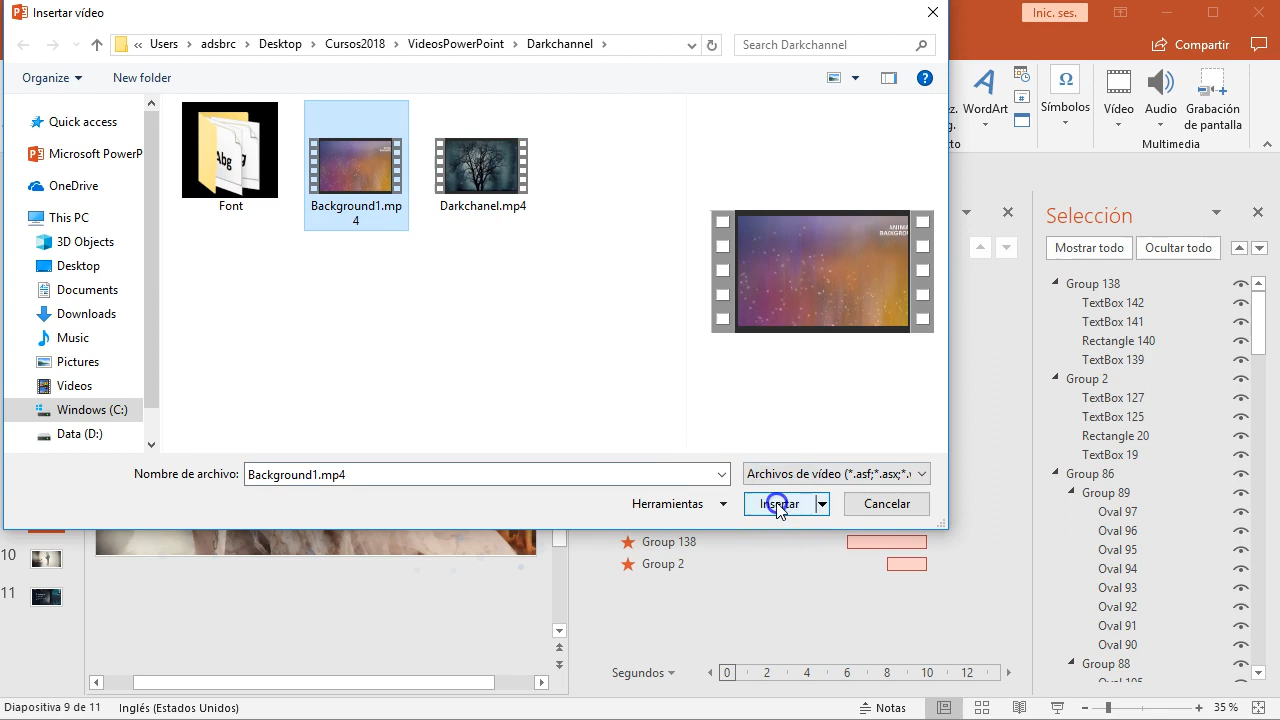 Insertar vídeo
Inic. ses.
Users
adsbrc
Desktop
Cursos2018
VideosPowerPoint
Darkchannel
Search Darkchannel
Compartir
Organize
New folder
WordArt
Símbolos
Vídeo
Audio
Grabación
de pantalla
Multimedia
Quick access
Microsoft PowerP
OneDrive
This PC
3D Objects
Desktop
Documents
Downloads
Music
Pictures
Videos
Windows (C:)
Data (D:)
Font
Background1.mp
4
Darkchanel.mp4
Selección
Mostrar todo
Ocultar todo
Group 138
TextBox 142
TextBox 141
Rectangle 140
TextBox 139
Group 2
TextBox 127
TextBox 125
Rectangle 20
TextBox 19
Group 86
Group 89
Oval 97
Oval 96
Oval 95
Oval 94
Oval 93
Oval 92
Oval 91
Oval 90
Group 88
Nombre de archivo:
Background1.mp4
Archivos de vídeo (*.asf;*.asx;*.
Herramientas
Insertar
Cancelar
Group 138
Group 2
10
11
Segundos
0 2 4 6 8 10 12
Diapositiva 9 de 11
Inglés (Estados Unidos)
Notas
35 %